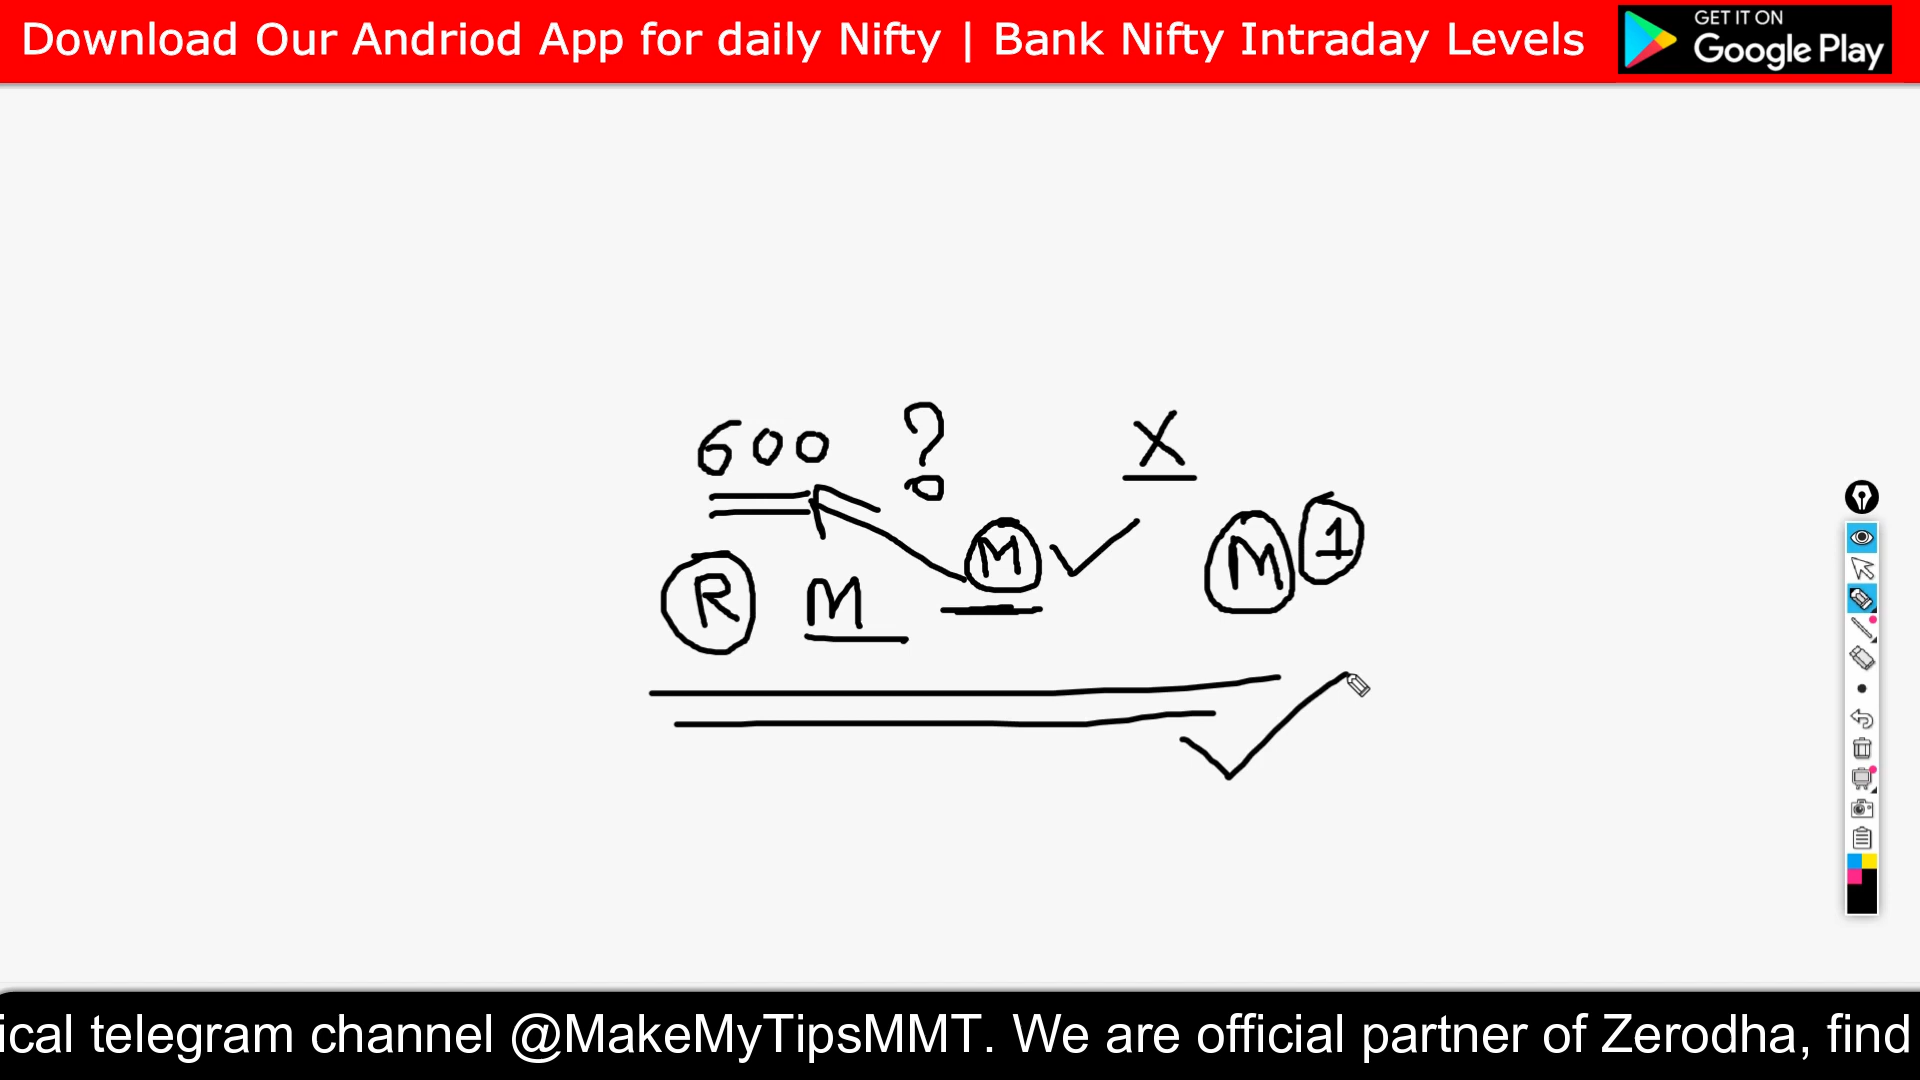 Download Our Andriod App for daily Nifty | Bank Nifty Intraday Levels
GET IT ON
Google Play
600 ? X
R M M M 1
ical telegram channel @MakeMyTipsMMT. We are official partner of Zerodha, find